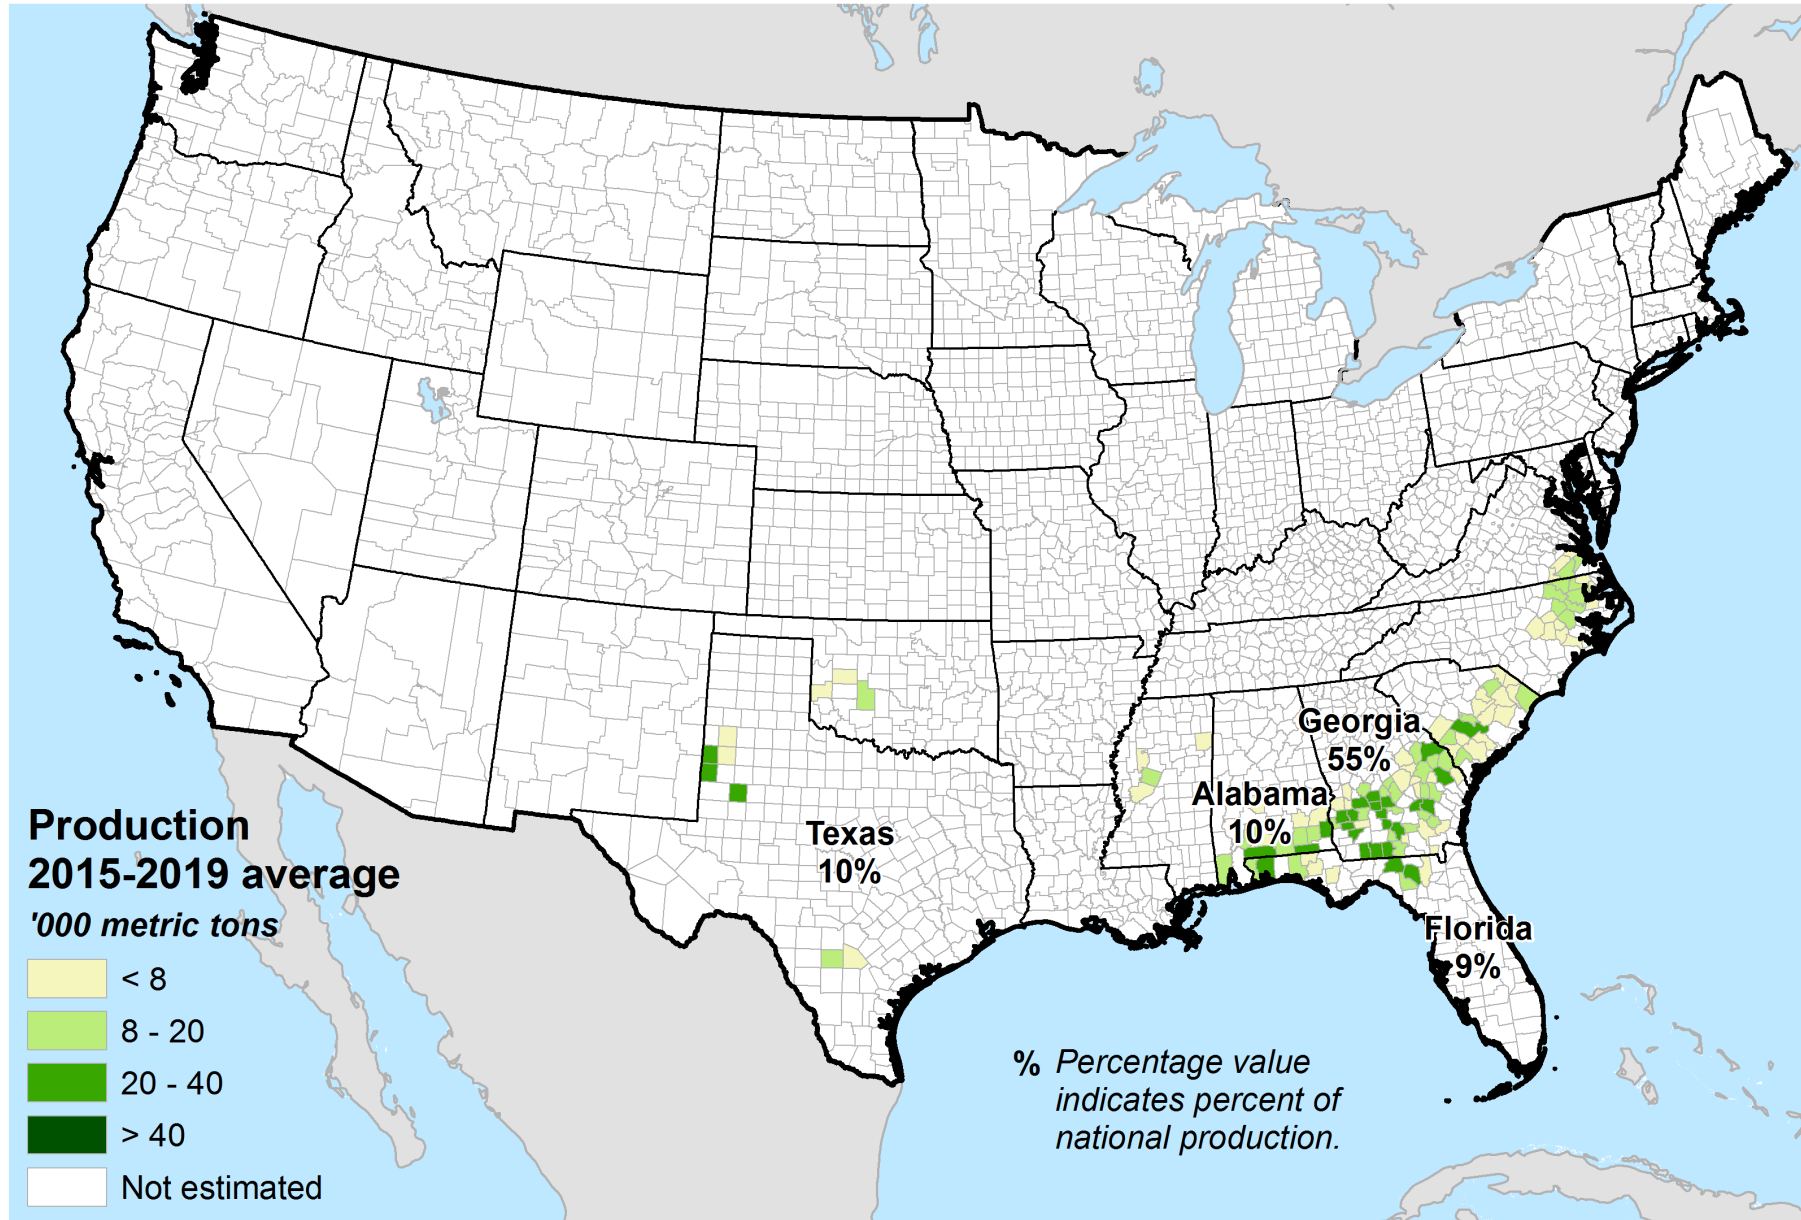 Georgia
55%
Alabama
10%
Texas
10%
Florida
9%
Production
2015-2019 average
'000 metric tons
< 8
8 - 20
20 - 40
> 40
Not estimated
% Percentage value
indicates percent of
national production.